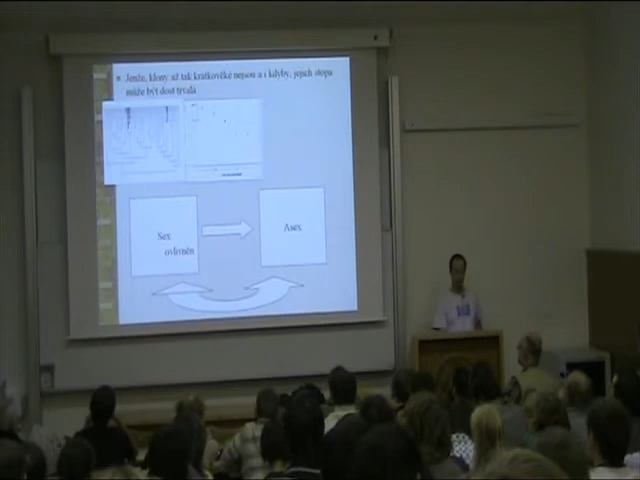 Jenže, klony až tak krátkověké nejsou a i kdyby, jejich stopa
může být dost trvalá
Sex
Asex
ovlivněn